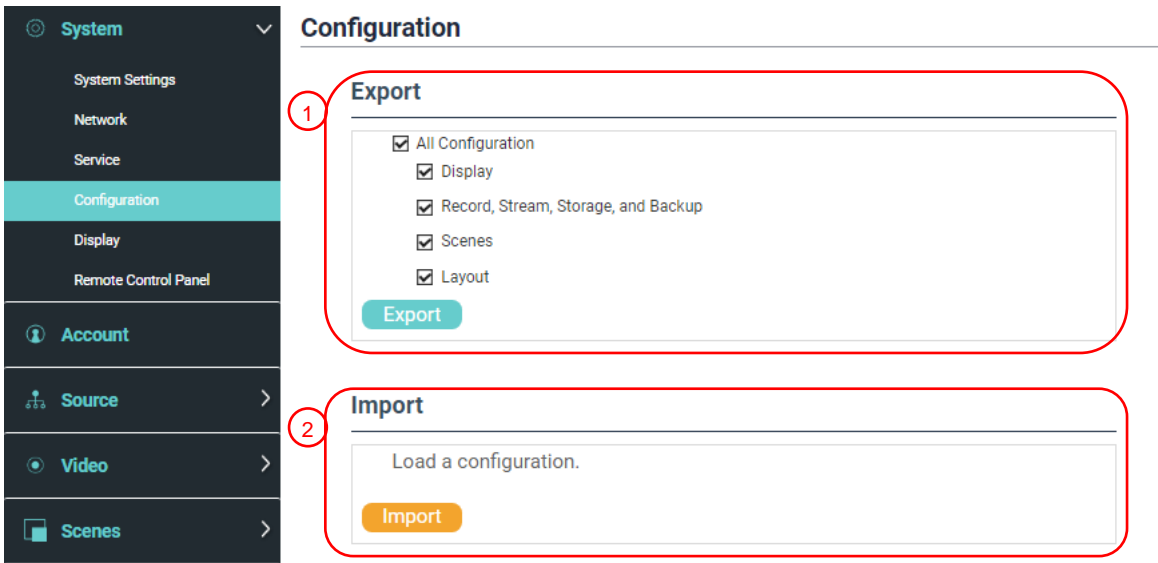 System
System Settings
Network
Service
Configuration
Display
Remote Control Panel
Account
Source
Video
Scenes
Configuration
1
Export
All Configuration
Display
Record, Stream, Storage, and Backup
Scenes
Layout
Export
2
Import
Load a configuration.
Import